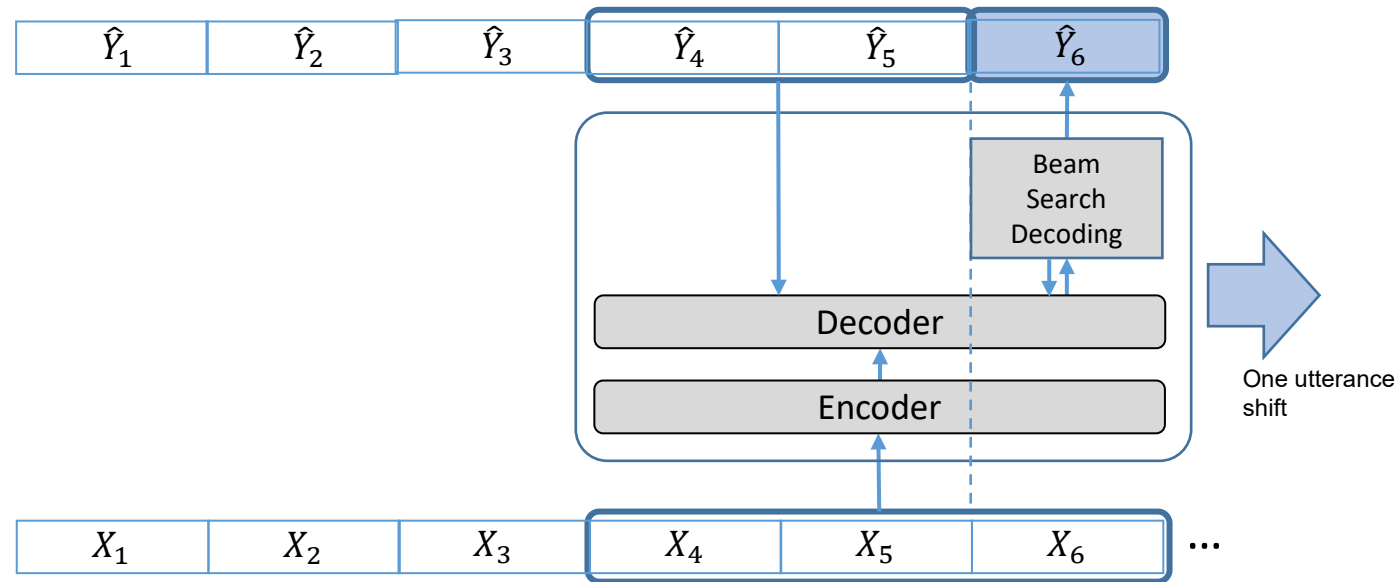 Ŷ₁ Ŷ₂ Ŷ₃ Ŷ₄ Ŷ₅ Ŷ₆
Beam
Search
Decoding
Decoder
Encoder
One utterance
shift
X₁ X₂ X₃ X₄ X₅ X₆ ...